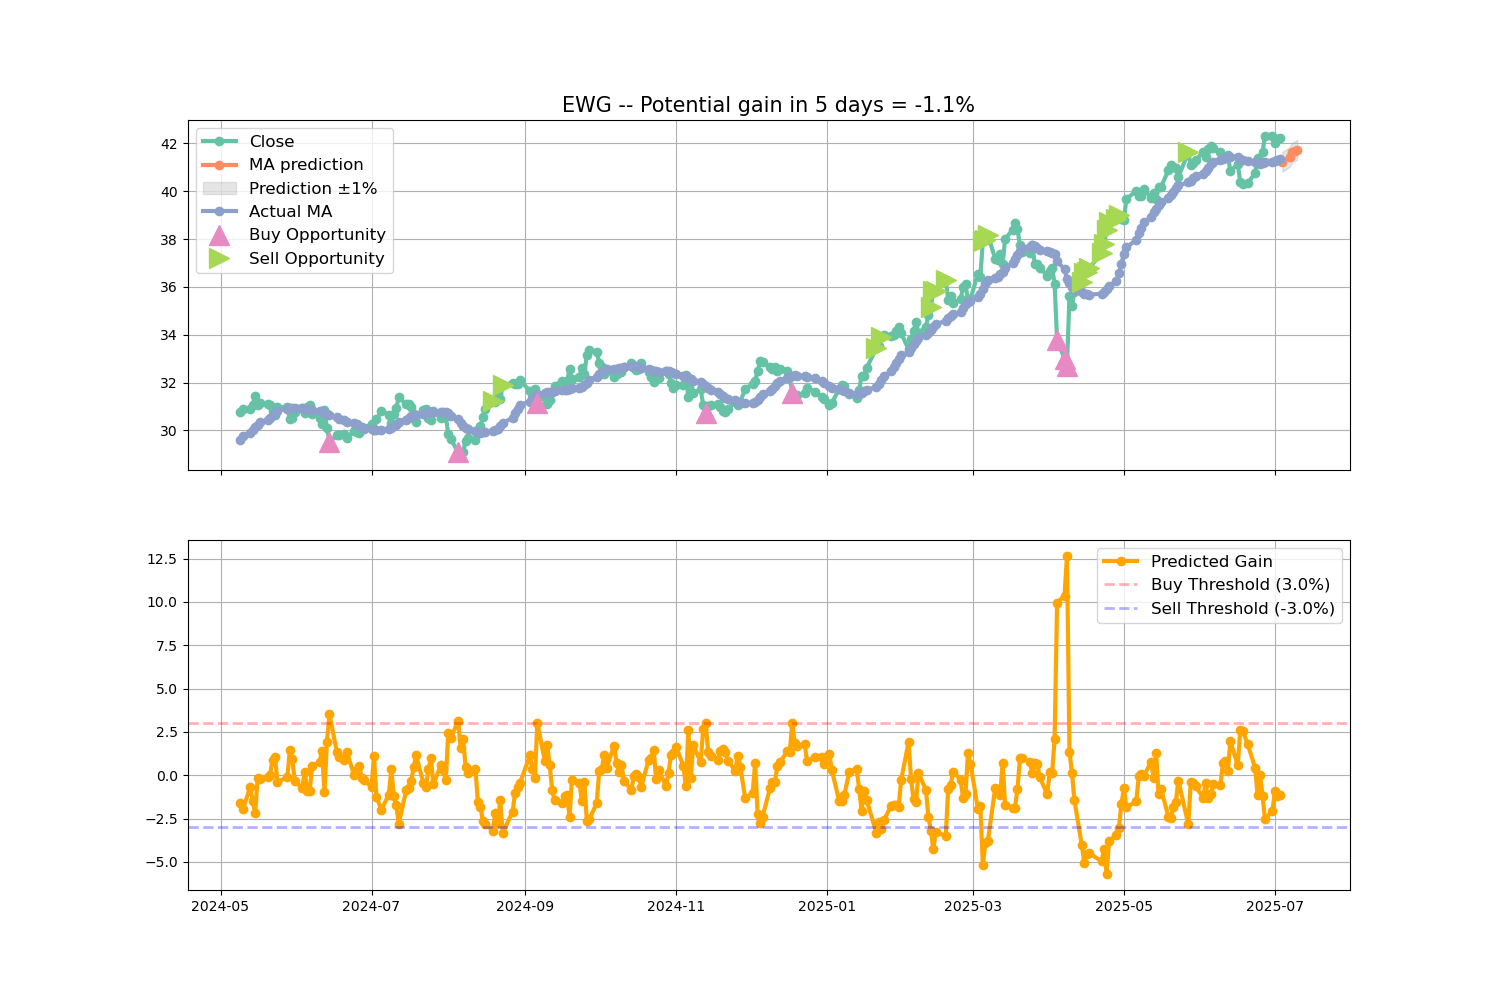 EWG -- Potential gain in 5 days = -1.1%
Close
MA prediction
Prediction ±1%
Actual MA
Buy Opportunity
Sell Opportunity
42
40
38
36
34
32
30
12.5
10.0
7.5
5.0
2.5
0.0
−2.5
−5.0
Predicted Gain
Buy Threshold (3.0%)
Sell Threshold (-3.0%)
2024-05
2024-07
2024-09
2024-11
2025-01
2025-03
2025-05
2025-07